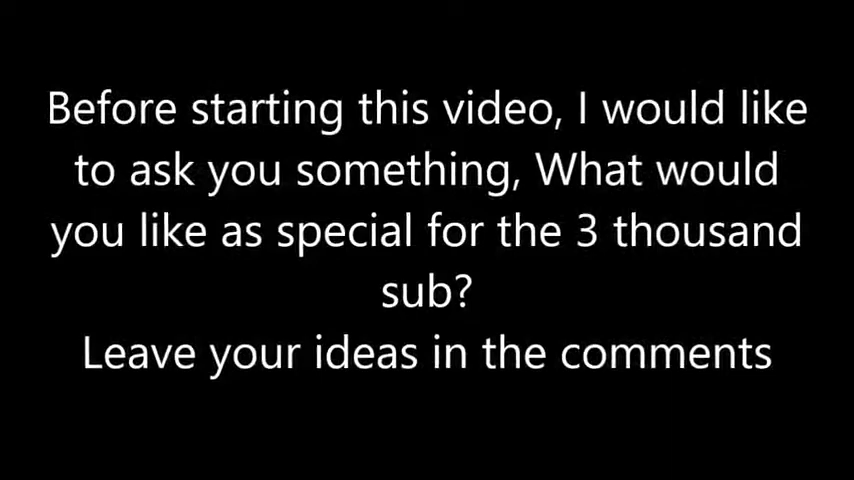 Before starting this video, I would like
to ask you something, What would
you like as special for the 3 thousand
sub?
Leave your ideas in the comments